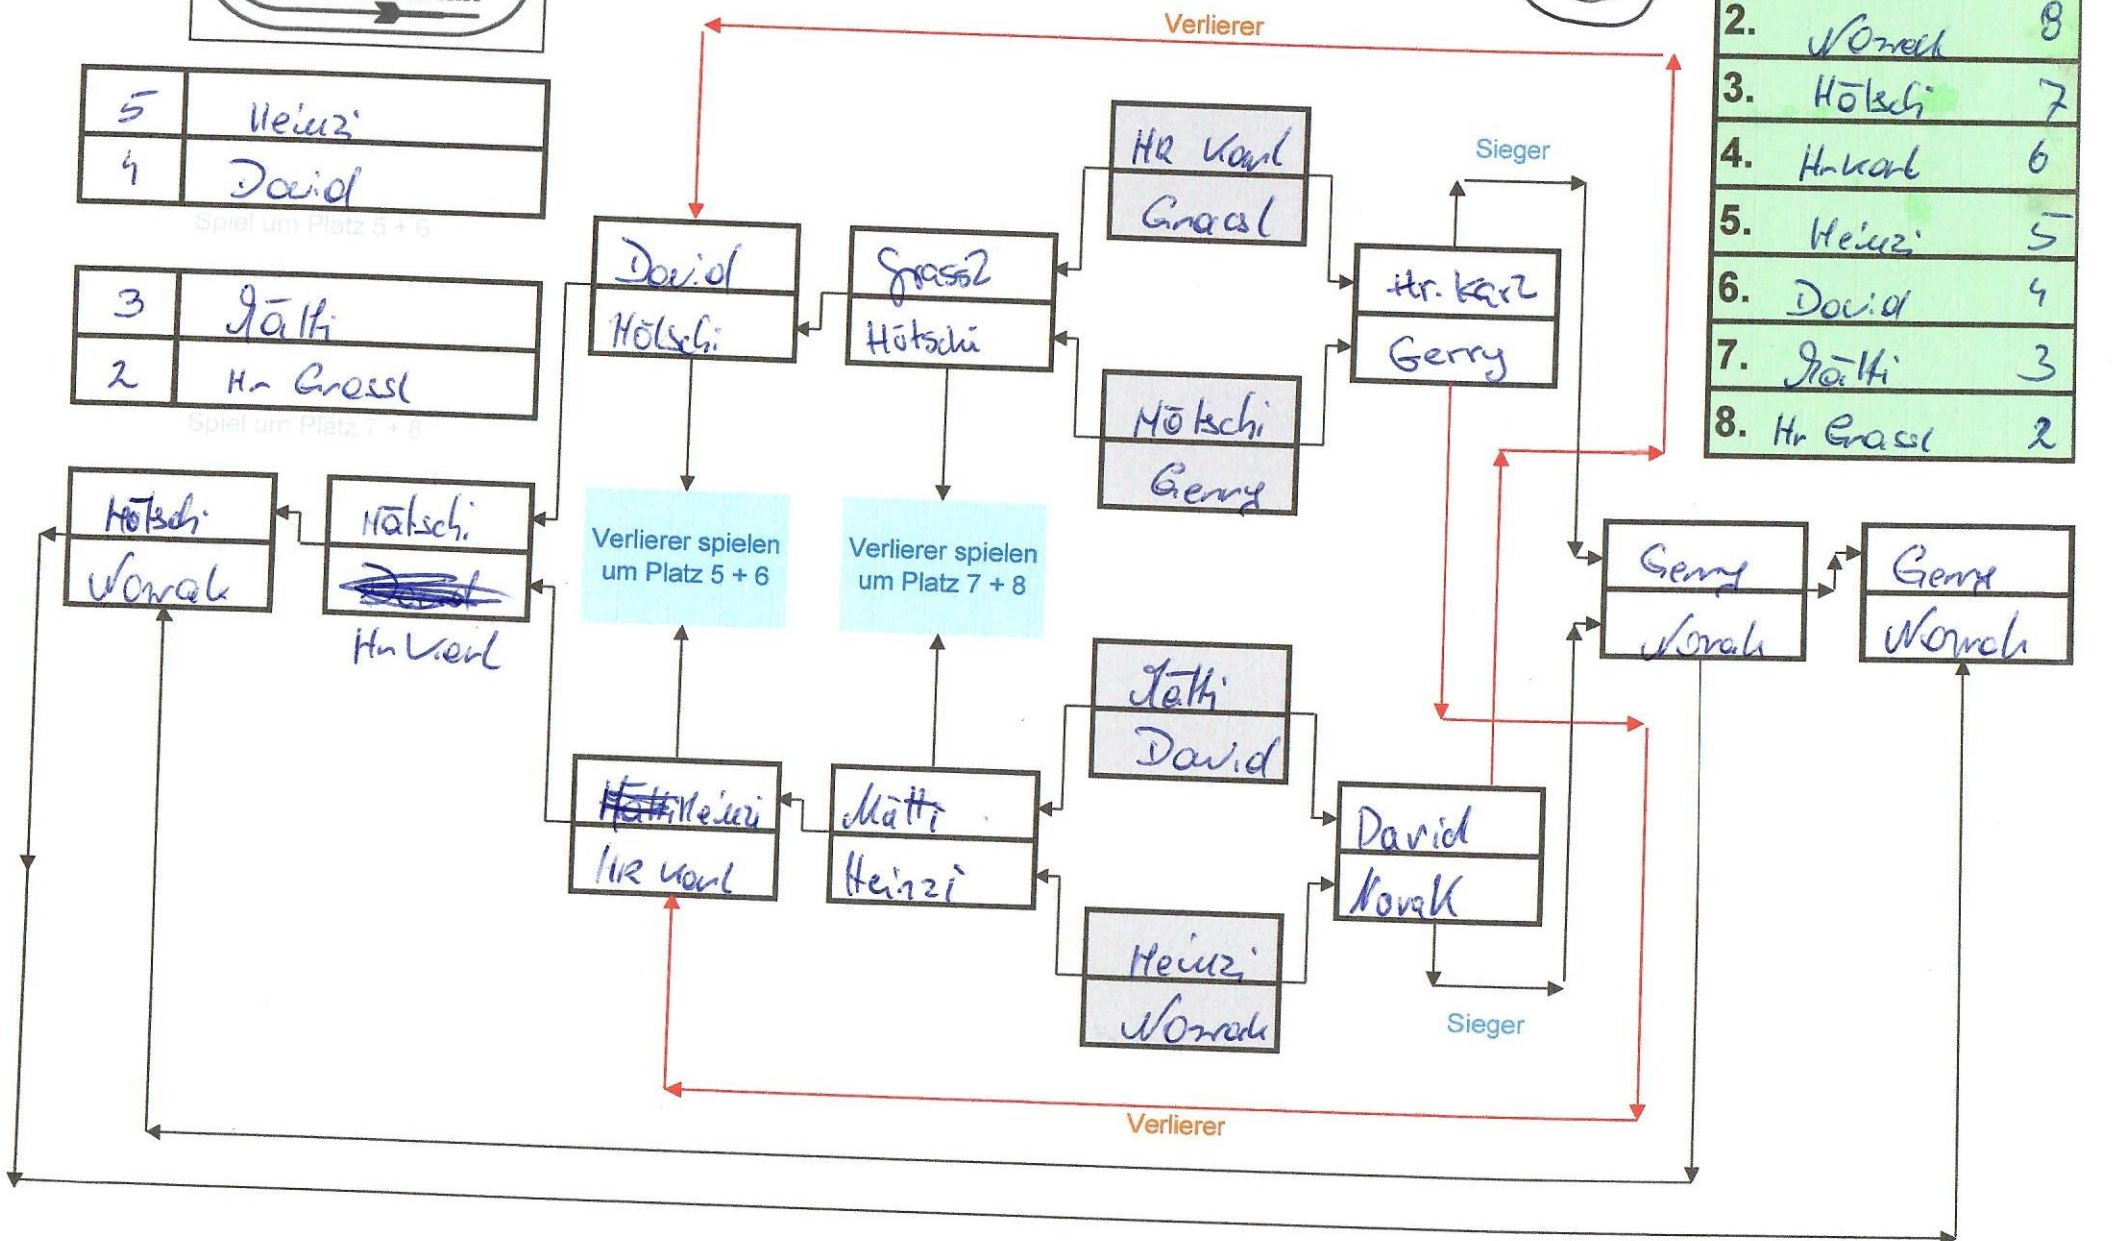 Verlierer
2. Nowak 8
3. Hötschi 7
4. Hr Karl 6
5. Heinzi 5
6. David 4
7. Mätti 3
8. Hr Grassl 2
5 Heinzi
4 David
Spiel um Platz 5 + 6
3 Mätti
2 Hr Grassl
Spiel um Platz 7 + 8
HR Karl
Grassl
Sieger
David
Hötschi
Grassl
Hötschi
Hr. Karl
Gerry
Hötschi
Gerry
Hötschi
Nowak
Hötschi
Hr Karl
Verlierer spielen
um Platz 5 + 6
Verlierer spielen
um Platz 7 + 8
Gerry
Novak
Gerry
Nowak
Mätti
David
Heinzi
HR Karl
Mätti
Heinzi
David
Novak
Heinzi
Nowak
Sieger
Verlierer